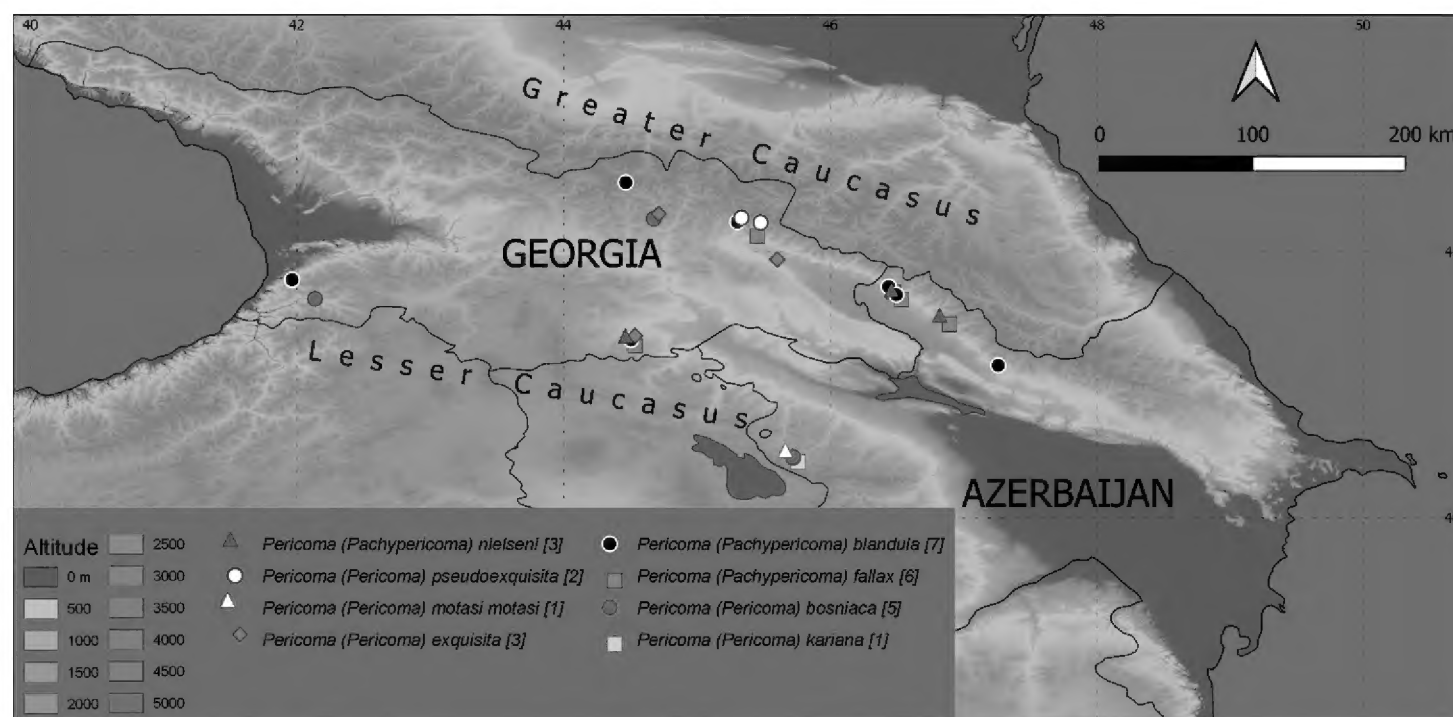 40 42 44 46 48 50
Greater Caucasus
0 100 200 km
GEORGIA
Lesser Caucasus
AZERBAIJAN
Altitude
0 m
500
1000
1500
2000
2500
3000
3500
4000
4500
5000
Pericoma (Pachypericoma) nielseni [3]
Pericoma (Pericoma) pseudoexquisita [2]
Pericoma (Pericoma) motasi motasi [1]
Pericoma (Pericoma) exquisita [3]
Pericoma (Pachypericoma) blandula [7]
Pericoma (Pachypericoma) fallax [6]
Pericoma (Pericoma) bosniaca [5]
Pericoma (Pericoma) kariana [1]